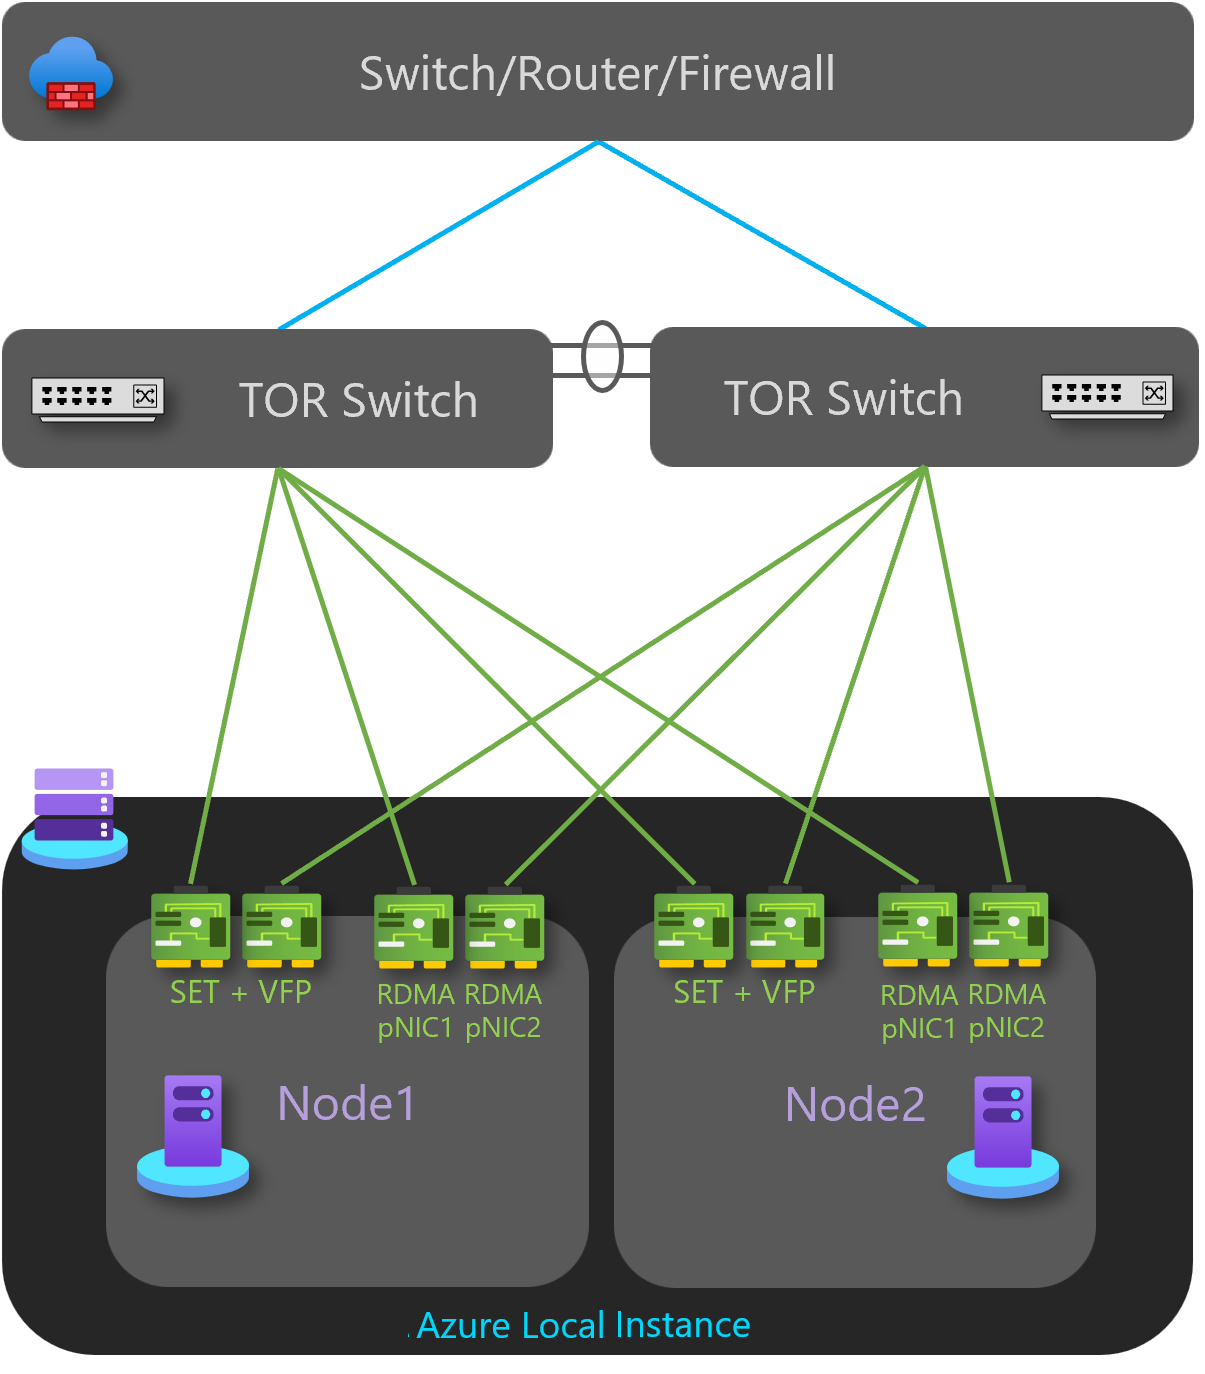 Switch/Router/Firewall
TOR Switch
TOR Switch
SET + VFP
RDMA RDMA
pNIC1 pNIC2
SET + VFP
RDMA RDMA
pNIC1 pNIC2
Node1
Node2
Azure Local Instance